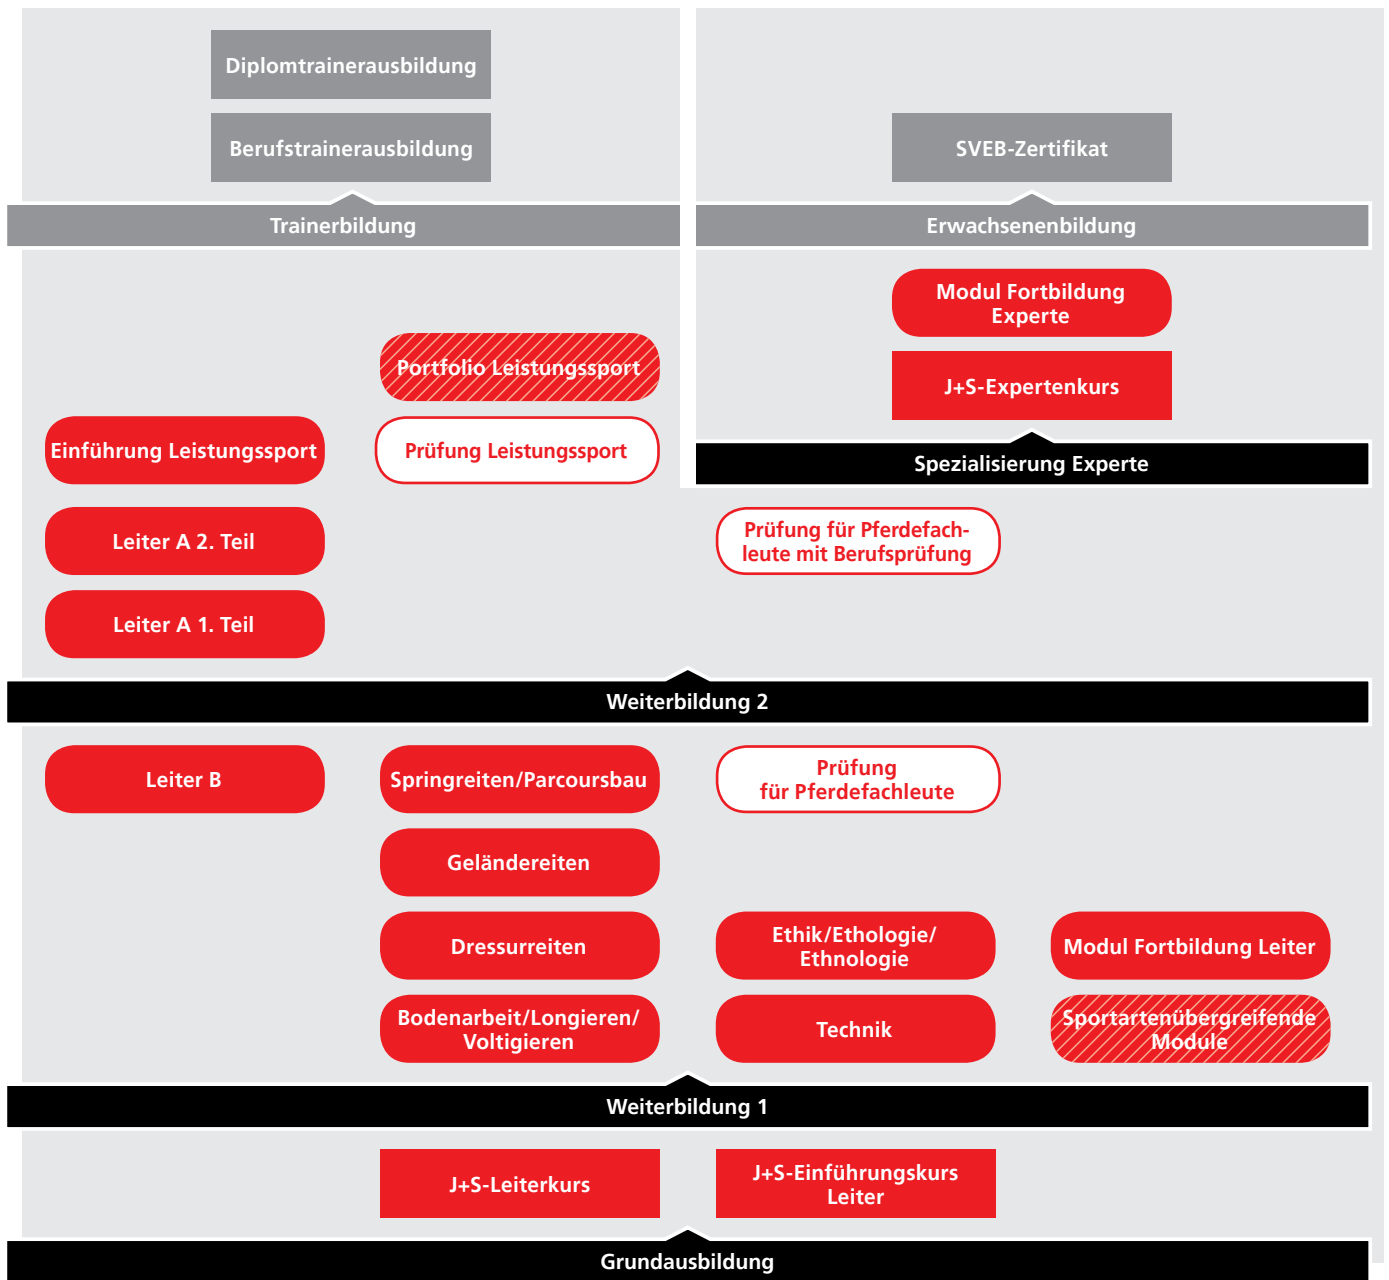 Diplomtrainerausbildung
Berufstrainerausbildung
SVEB-Zertifikat
Trainerbildung
Erwachsenenbildung
Modul Fortbildung
Experte
Portfolio Leistungssport
J+S-Expertenkurs
Einführung Leistungssport
Prüfung Leistungssport
Spezialisierung Experte
Leiter A 2. Teil
Prüfung für Pferdefach-
leute mit Berufsprüfung
Leiter A 1. Teil
Weiterbildung 2
Leiter B
Springreiten/Parcoursbau
Prüfung
für Pferdefachleute
Geländereiten
Dressurreiten
Ethik/Ethologie/
Ethnologie
Modul Fortbildung Leiter
Bodenarbeit/Longieren/
Voltigieren
Technik
Sportartenübergreifende
Module
Weiterbildung 1
J+S-Leiterkurs
J+S-Einführungskurs
Leiter
Grundausbildung